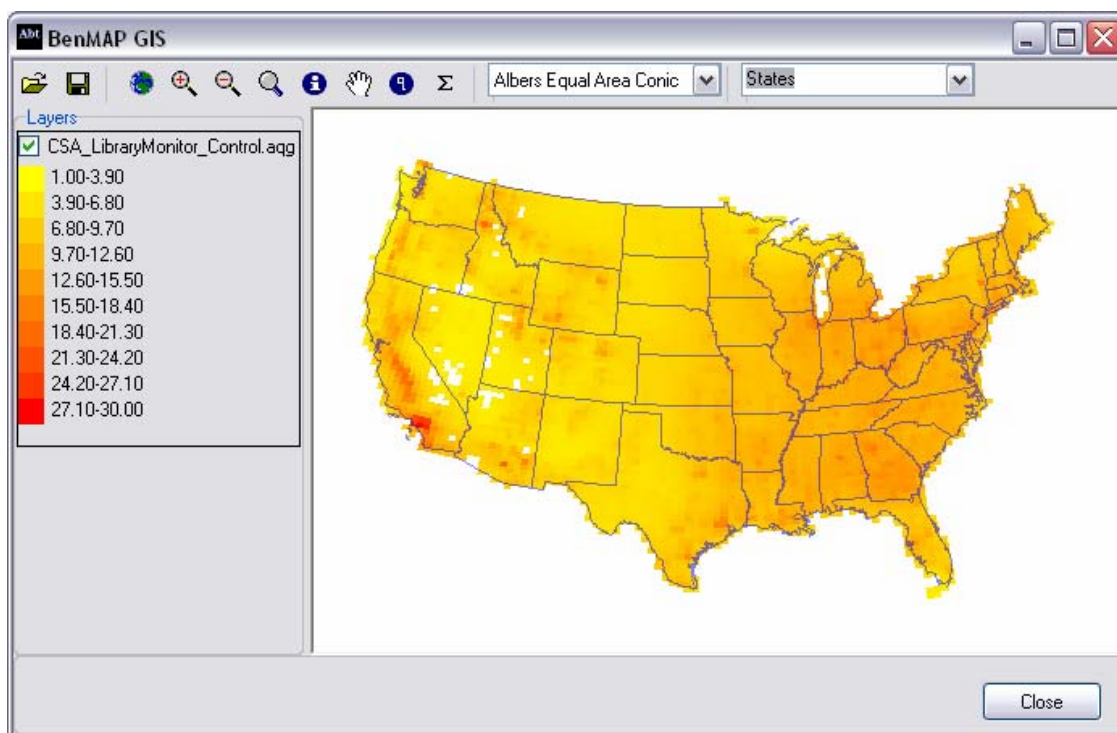 Abt BenMAP GIS
Albers Equal Area Conic States
Layers
CSA_LibraryMonitor_Control.aqg
1.00-3.90
3.90-6.80
6.80-9.70
9.70-12.60
12.60-15.50
15.50-18.40
18.40-21.30
21.30-24.20
24.20-27.10
27.10-30.00
Close